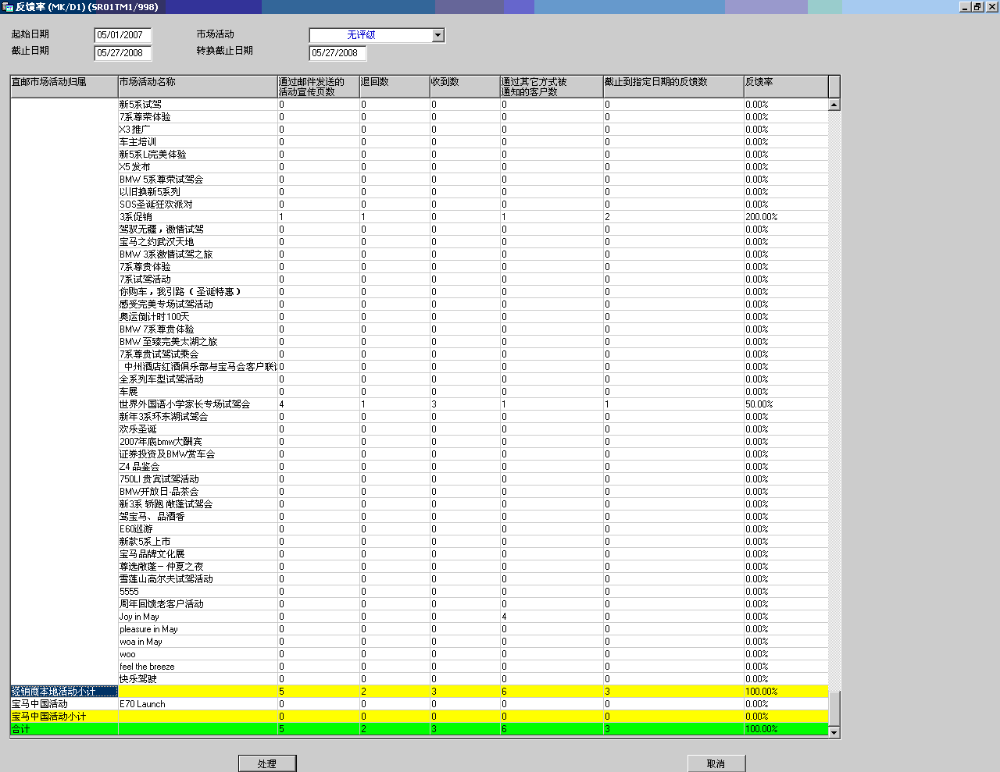 反馈率 (MK/D1) (SR01TM1/998)
起始日期 05/01/2007 市场活动 无评级
截止日期 05/27/2008 转换截止日期 05/27/2008
直邮市场活动归属 市场活动名称 通过邮件发送的 退回数 收到数 通过其它方式被 截止到指定日期的反馈数 反馈率
活动宣传页数 通知的客户数
新5系试驾 0 0 0 0 0 0.00%
7系尊荣体验 0 0 0 0 0 0.00%
X3 推广 0 0 0 0 0 0.00%
车主培训 0 0 0 0 0 0.00%
新5系L完美体验 0 0 0 0 0 0.00%
X5 发布 0 0 0 0 0 0.00%
BMW 5系尊荣试驾会 0 0 0 0 0 0.00%
以旧换新5系列 0 0 0 0 0 0.00%
SOS圣诞狂欢派对 0 0 0 0 0 0.00%
3系促销 1 1 0 1 2 200.00%
驾驭无疆，激情试驾 0 0 0 0 0 0.00%
宝马之约武汉天地 0 0 0 0 0 0.00%
BMW 3系激情试驾之旅 0 0 0 0 0 0.00%
7系尊贵体验 0 0 0 0 0 0.00%
7系试驾活动 0 0 0 0 0 0.00%
你购车，我引路（圣诞特惠） 0 0 0 0 0 0.00%
感受完美专场试驾活动 0 0 0 0 0 0.00%
奥运倒计时100天 0 0 0 0 0 0.00%
BMW 7系尊贵体验 0 0 0 0 0 0.00%
BMW 至臻完美太湖之旅 0 0 0 0 0 0.00%
7系尊贵试驾试乘会 0 0 0 0 0 0.00%
中州酒店红酒俱乐部与宝马会客户联 0 0 0 0 0 0.00%
全系列车型试驾活动 0 0 0 0 0 0.00%
车展 0 0 0 0 0 0.00%
世界外国语小学家长专场试驾会 4 1 3 1 1 50.00%
新年3系环东湖试驾会 0 0 0 0 0 0.00%
欢乐圣诞 0 0 0 0 0 0.00%
2007年底bmw大酬宾 0 0 0 0 0 0.00%
证券投资及BMW赏车会 0 0 0 0 0 0.00%
Z4 品鉴会 0 0 0 0 0 0.00%
750LI 贵宾试驾活动 0 0 0 0 0 0.00%
BMW开放日-品茶会 0 0 0 0 0 0.00%
新3系 轿跑 敞篷试驾会 0 0 0 0 0 0.00%
驾宝马、品酒香 0 0 0 0 0 0.00%
E60巡游 0 0 0 0 0 0.00%
新款5系上市 0 0 0 0 0 0.00%
宝马品牌文化展 0 0 0 0 0 0.00%
尊选敞蓬－仲夏之夜 0 0 0 0 0 0.00%
雪莲山高尔夫试驾活动 0 0 0 0 0 0.00%
5555 0 0 0 0 0 0.00%
周年回馈老客户活动 0 0 0 0 0 0.00%
Joy in May 0 0 0 4 0 0.00%
pleasure in May 0 0 0 0 0 0.00%
woa in May 0 0 0 0 0 0.00%
woo 0 0 0 0 0 0.00%
feel the breeze 0 0 0 0 0 0.00%
快乐驾驶 0 0 0 0 0 0.00%
经销商本地活动小计 5 2 3 6 3 100.00%
宝马中国活动 E70 Launch 0 0 0 0 0 0.00%
宝马中国活动小计 0 0 0 0 0 0.00%
合计 5 2 3 6 3 100.00%
处理 取消